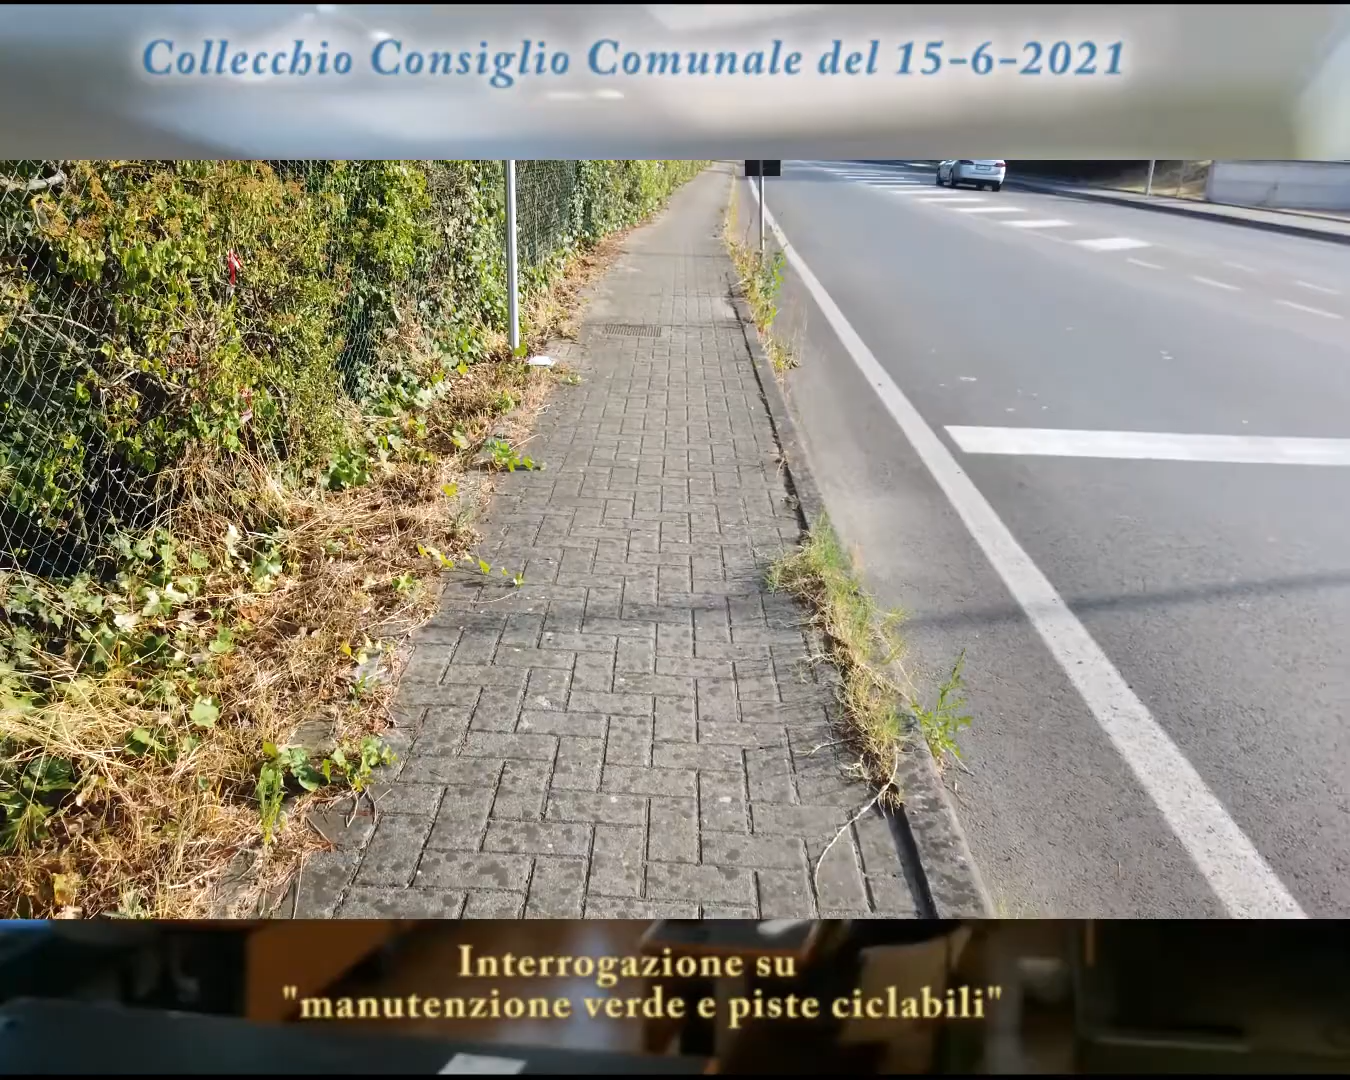 Collecchio Consiglio Comunale del 15-6-2021
Interrogazione su
"manutenzione verde e piste ciclabili"